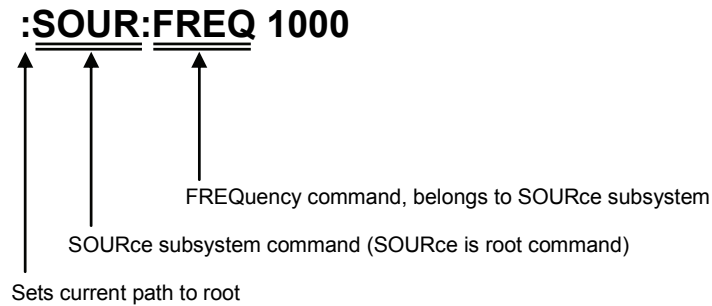 :SOUR:FREQ 1000
FREQuency command, belongs to SOURce subsystem
SOURce subsystem command (SOURce is root command)
Sets current path to root